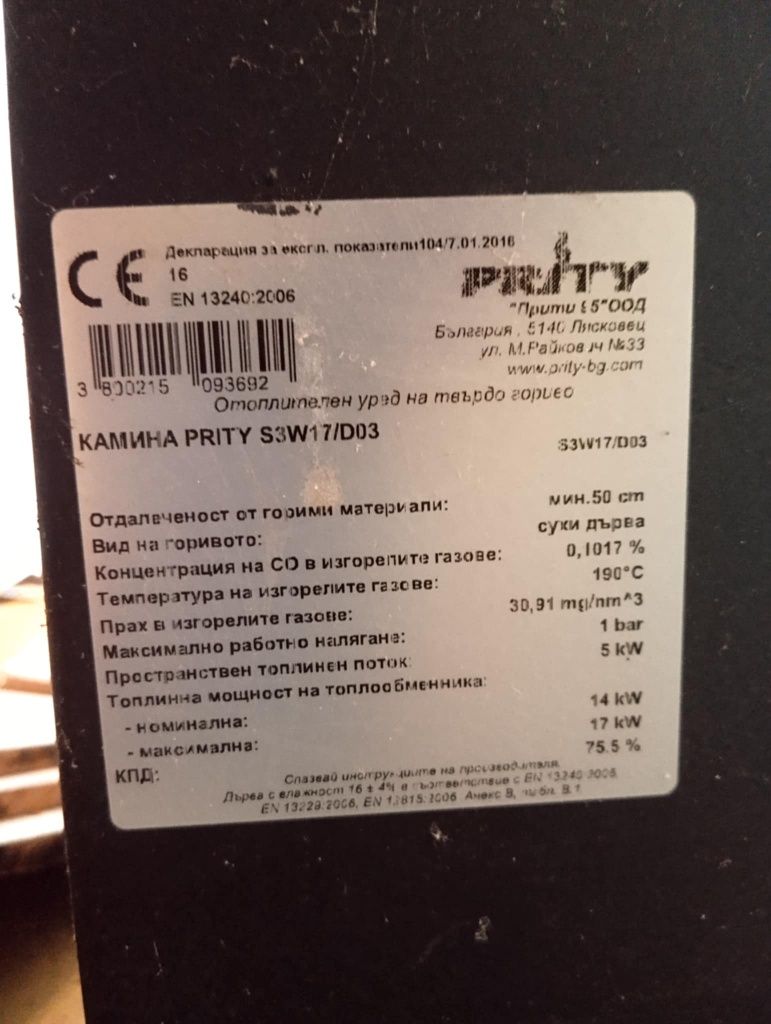 CE
Декларация за експл. показатели104/7.01.2016
16
EN 13240:2006
PRITY
"Прити 95"ООД
България , 5140 Лясковец
ул. М.Райкович №33
www.prity-bg.com
3 800215 093692
Отоплителен уред на твърдо гориво
КАМИНА PRITY S3W17/D03 S3W17/D03
Отдалеченост от горими материали: мин.50 cm
Вид на горивото: сухи дърва
Концентрация на CO в изгорелите газове: 0,1017 %
Температура на изгорелите газове: 190°C
Прах в изгорелите газове: 30,91 mg/nm^3
Максимално работно налягане: 1 bar
Пространствен топлинен поток: 5 kW
Топлинна мощност на топлообменника:
- номинална: 14 kW
- максимална: 17 kW
КПД: 75.5 %
Спазвай инструкциите на производителя.
Дърва с влажност 16 ± 4% в съответствие с EN 13240:2006,
EN 13229:2006, EN 12815:2006 Анекс B, табл. B.1